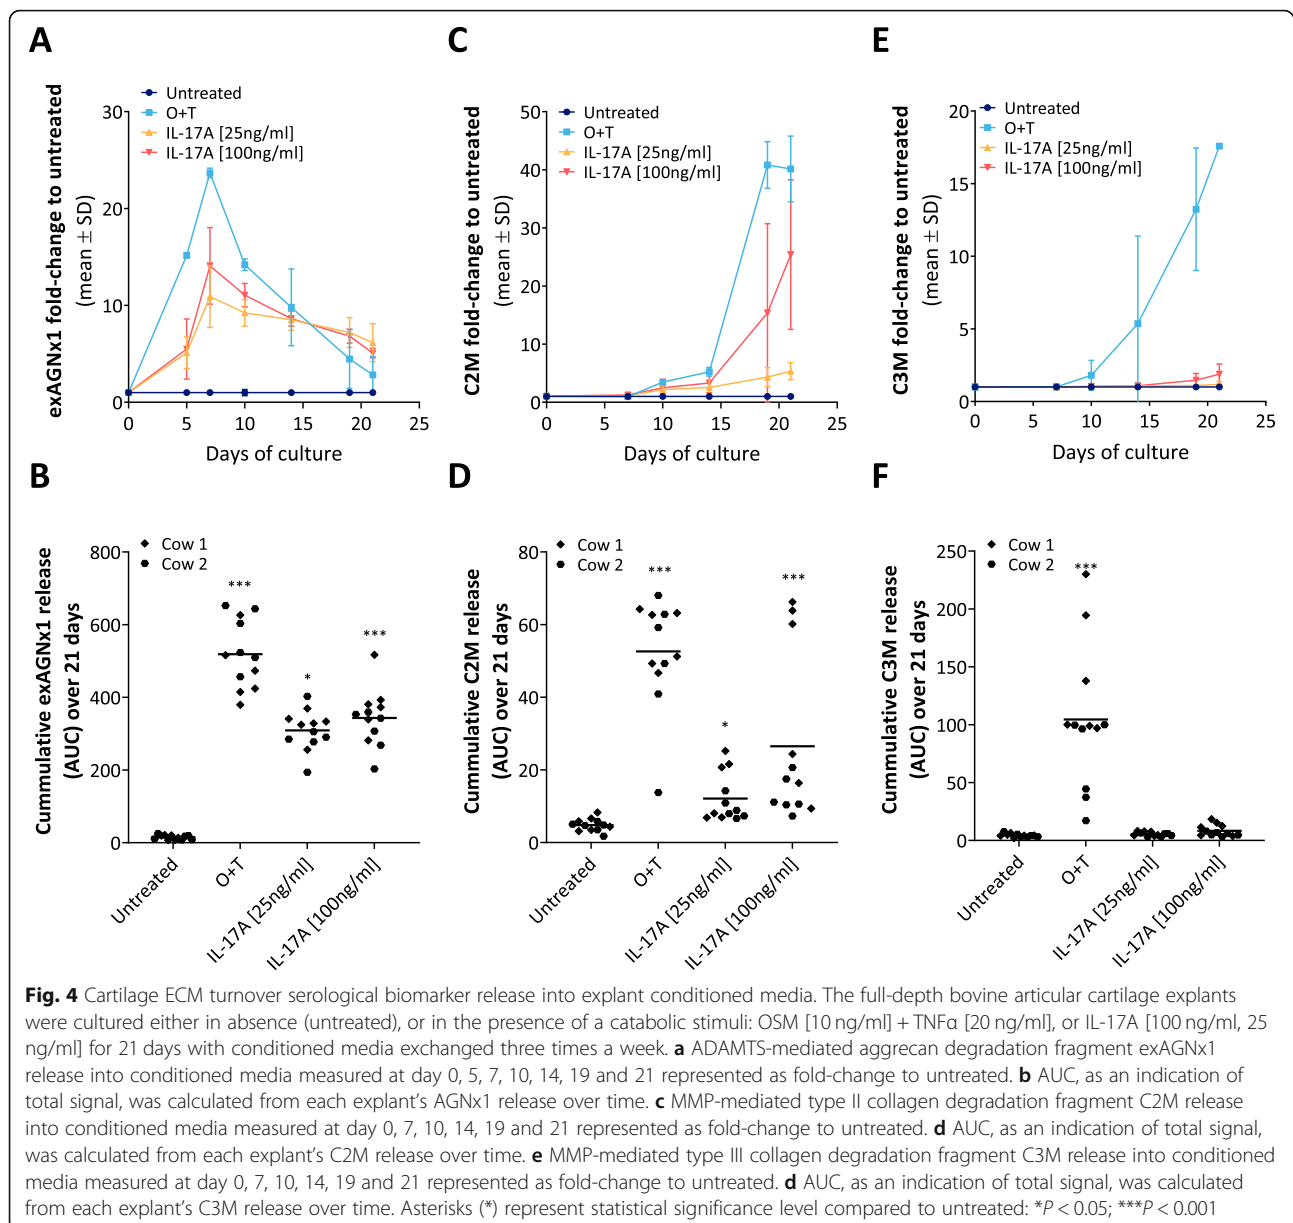 A
exAGNx1 fold-change to untreated
(mean ± SD)
Untreated
O+T
IL-17A [25ng/ml]
IL-17A [100ng/ml]
30
20
10
0
0 5 10 15 20 25
Days of culture
C
C2M fold-change to untreated
(mean ± SD)
Untreated
O+T
IL-17A [25ng/ml]
IL-17A [100ng/ml]
50
40
30
20
10
0
0 5 10 15 20 25
Days of culture
E
C3M fold-change to untreated
(mean ± SD)
Untreated
O+T
IL-17A [25ng/ml]
IL-17A [100ng/ml]
20
15
10
5
0
0 5 10 15 20 25
Days of culture
B
Cummulative exAGNx1 release
(AUC) over 21 days
Cow 1
Cow 2
800
600
400
200
0
***
*
***
Untreated
O+T
IL-17A [25ng/ml]
IL-17A [100ng/ml]
D
Cummulative C2M release
(AUC) over 21 days
Cow 1
Cow 2
80
60
40
20
0
***
*
***
Untreated
O+T
IL-17A [25ng/ml]
IL-17A [100ng/ml]
F
Cummulative C3M release
(AUC) over 21 days
Cow 1
Cow 2
250
200
150
100
50
0
***
Untreated
O+T
IL-17A [25ng/ml]
IL-17A [100ng/ml]
Fig. 4 Cartilage ECM turnover serological biomarker release into explant conditioned media. The full-depth bovine articular cartilage explants
were cultured either in absence (untreated), or in the presence of a catabolic stimuli: OSM [10 ng/ml] + TNFα [20 ng/ml], or IL-17A [100 ng/ml, 25
ng/ml] for 21 days with conditioned media exchanged three times a week. a ADAMTS-mediated aggrecan degradation fragment exAGNx1
release into conditioned media measured at day 0, 5, 7, 10, 14, 19 and 21 represented as fold-change to untreated. b AUC, as an indication of
total signal, was calculated from each explant's AGNx1 release over time. c MMP-mediated type II collagen degradation fragment C2M release
into conditioned media measured at day 0, 7, 10, 14, 19 and 21 represented as fold-change to untreated. d AUC, as an indication of total signal,
was calculated from each explant's C2M release over time. e MMP-mediated type III collagen degradation fragment C3M release into conditioned
media measured at day 0, 7, 10, 14, 19 and 21 represented as fold-change to untreated. d AUC, as an indication of total signal, was calculated
from each explant's C3M release over time. Asterisks (*) represent statistical significance level compared to untreated: *P < 0.05; ***P < 0.001